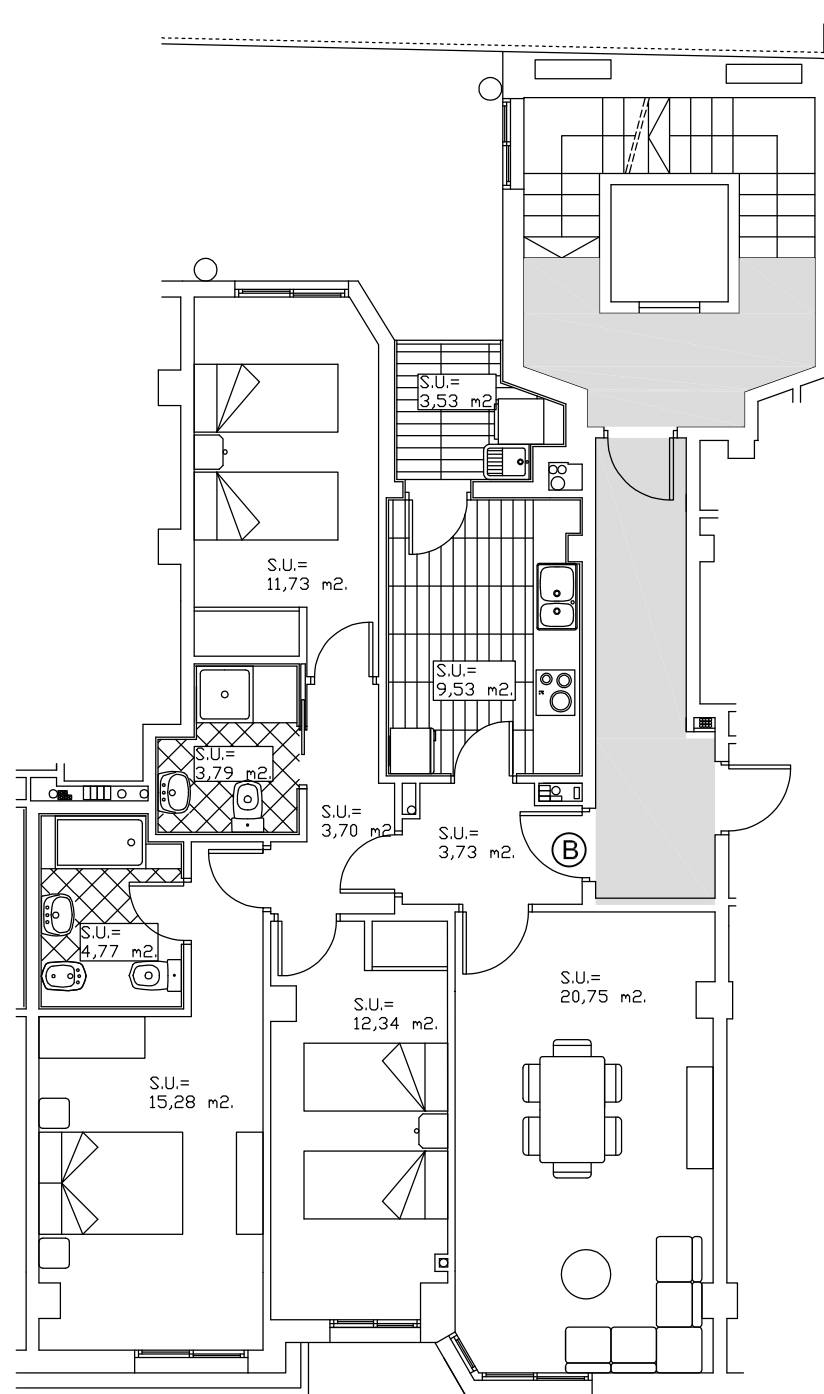 S.U.=
3,53 m2.
S.U.=
11,73 m2.
S.U.=
9,53 m2.
S.U.=
3,79 m2.
S.U.=
3,70 m2
S.U.=
3,73 m2.
B
S.U.=
4,77 m2.
S.U.=
20,75 m2.
S.U.=
12,34 m2.
S.U.=
15,28 m2.